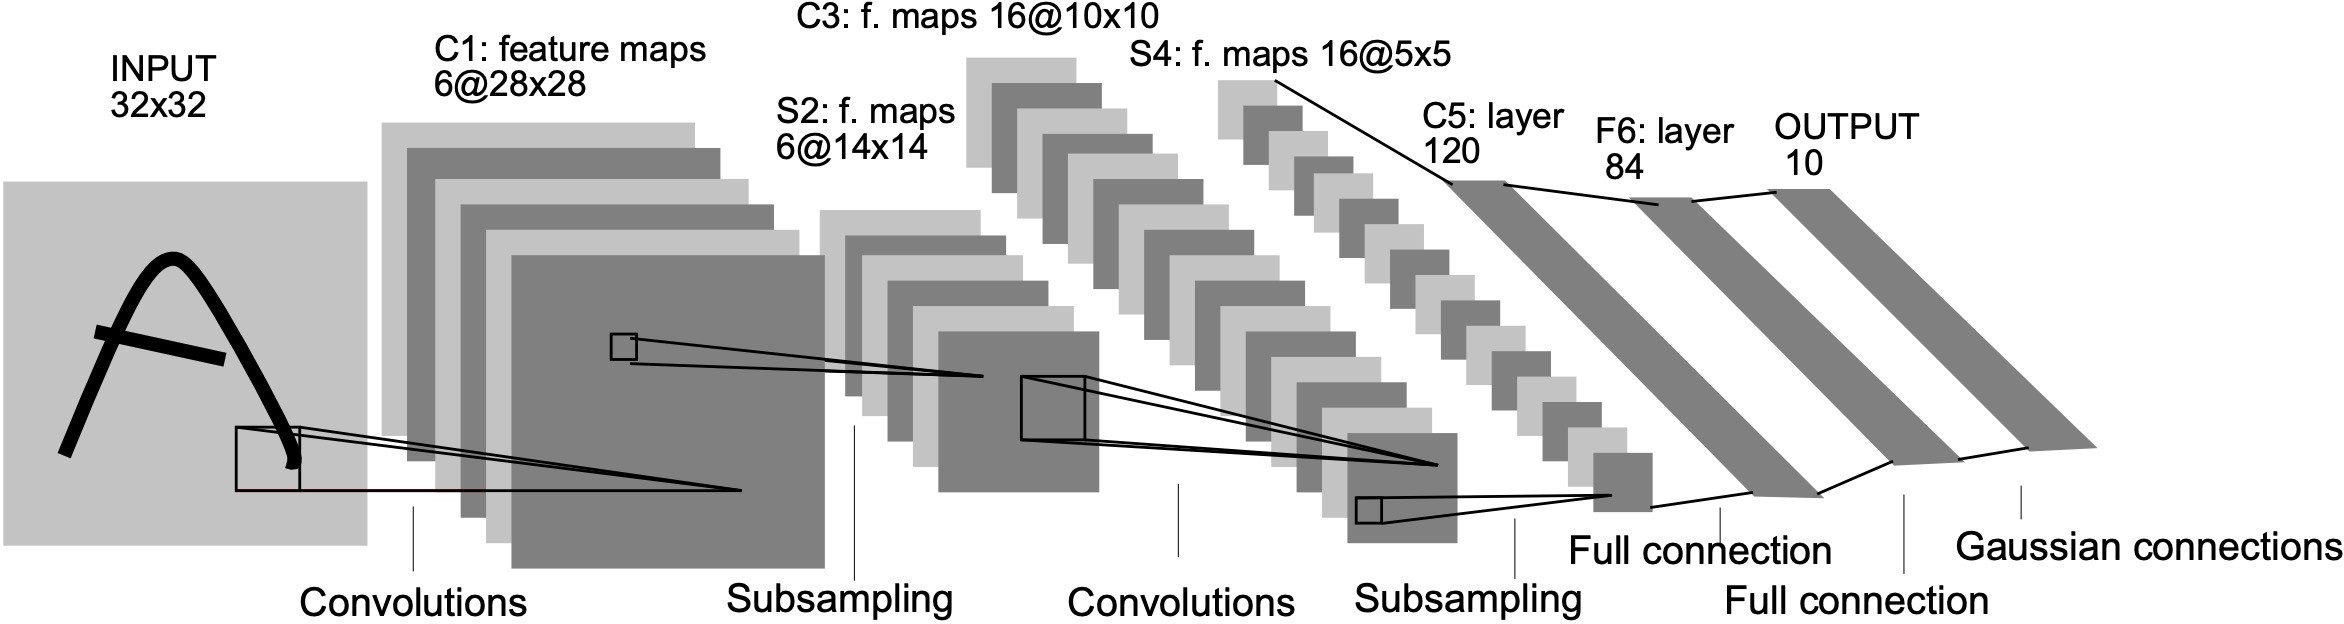 INPUT
32x32
C1: feature maps
6@28x28
S2: f. maps
6@14x14
C3: f. maps 16@10x10
S4: f. maps 16@5x5
C5: layer
120
F6: layer
84
OUTPUT
10
Convolutions
Subsampling
Convolutions
Subsampling
Full connection
Full connection
Gaussian connections
A